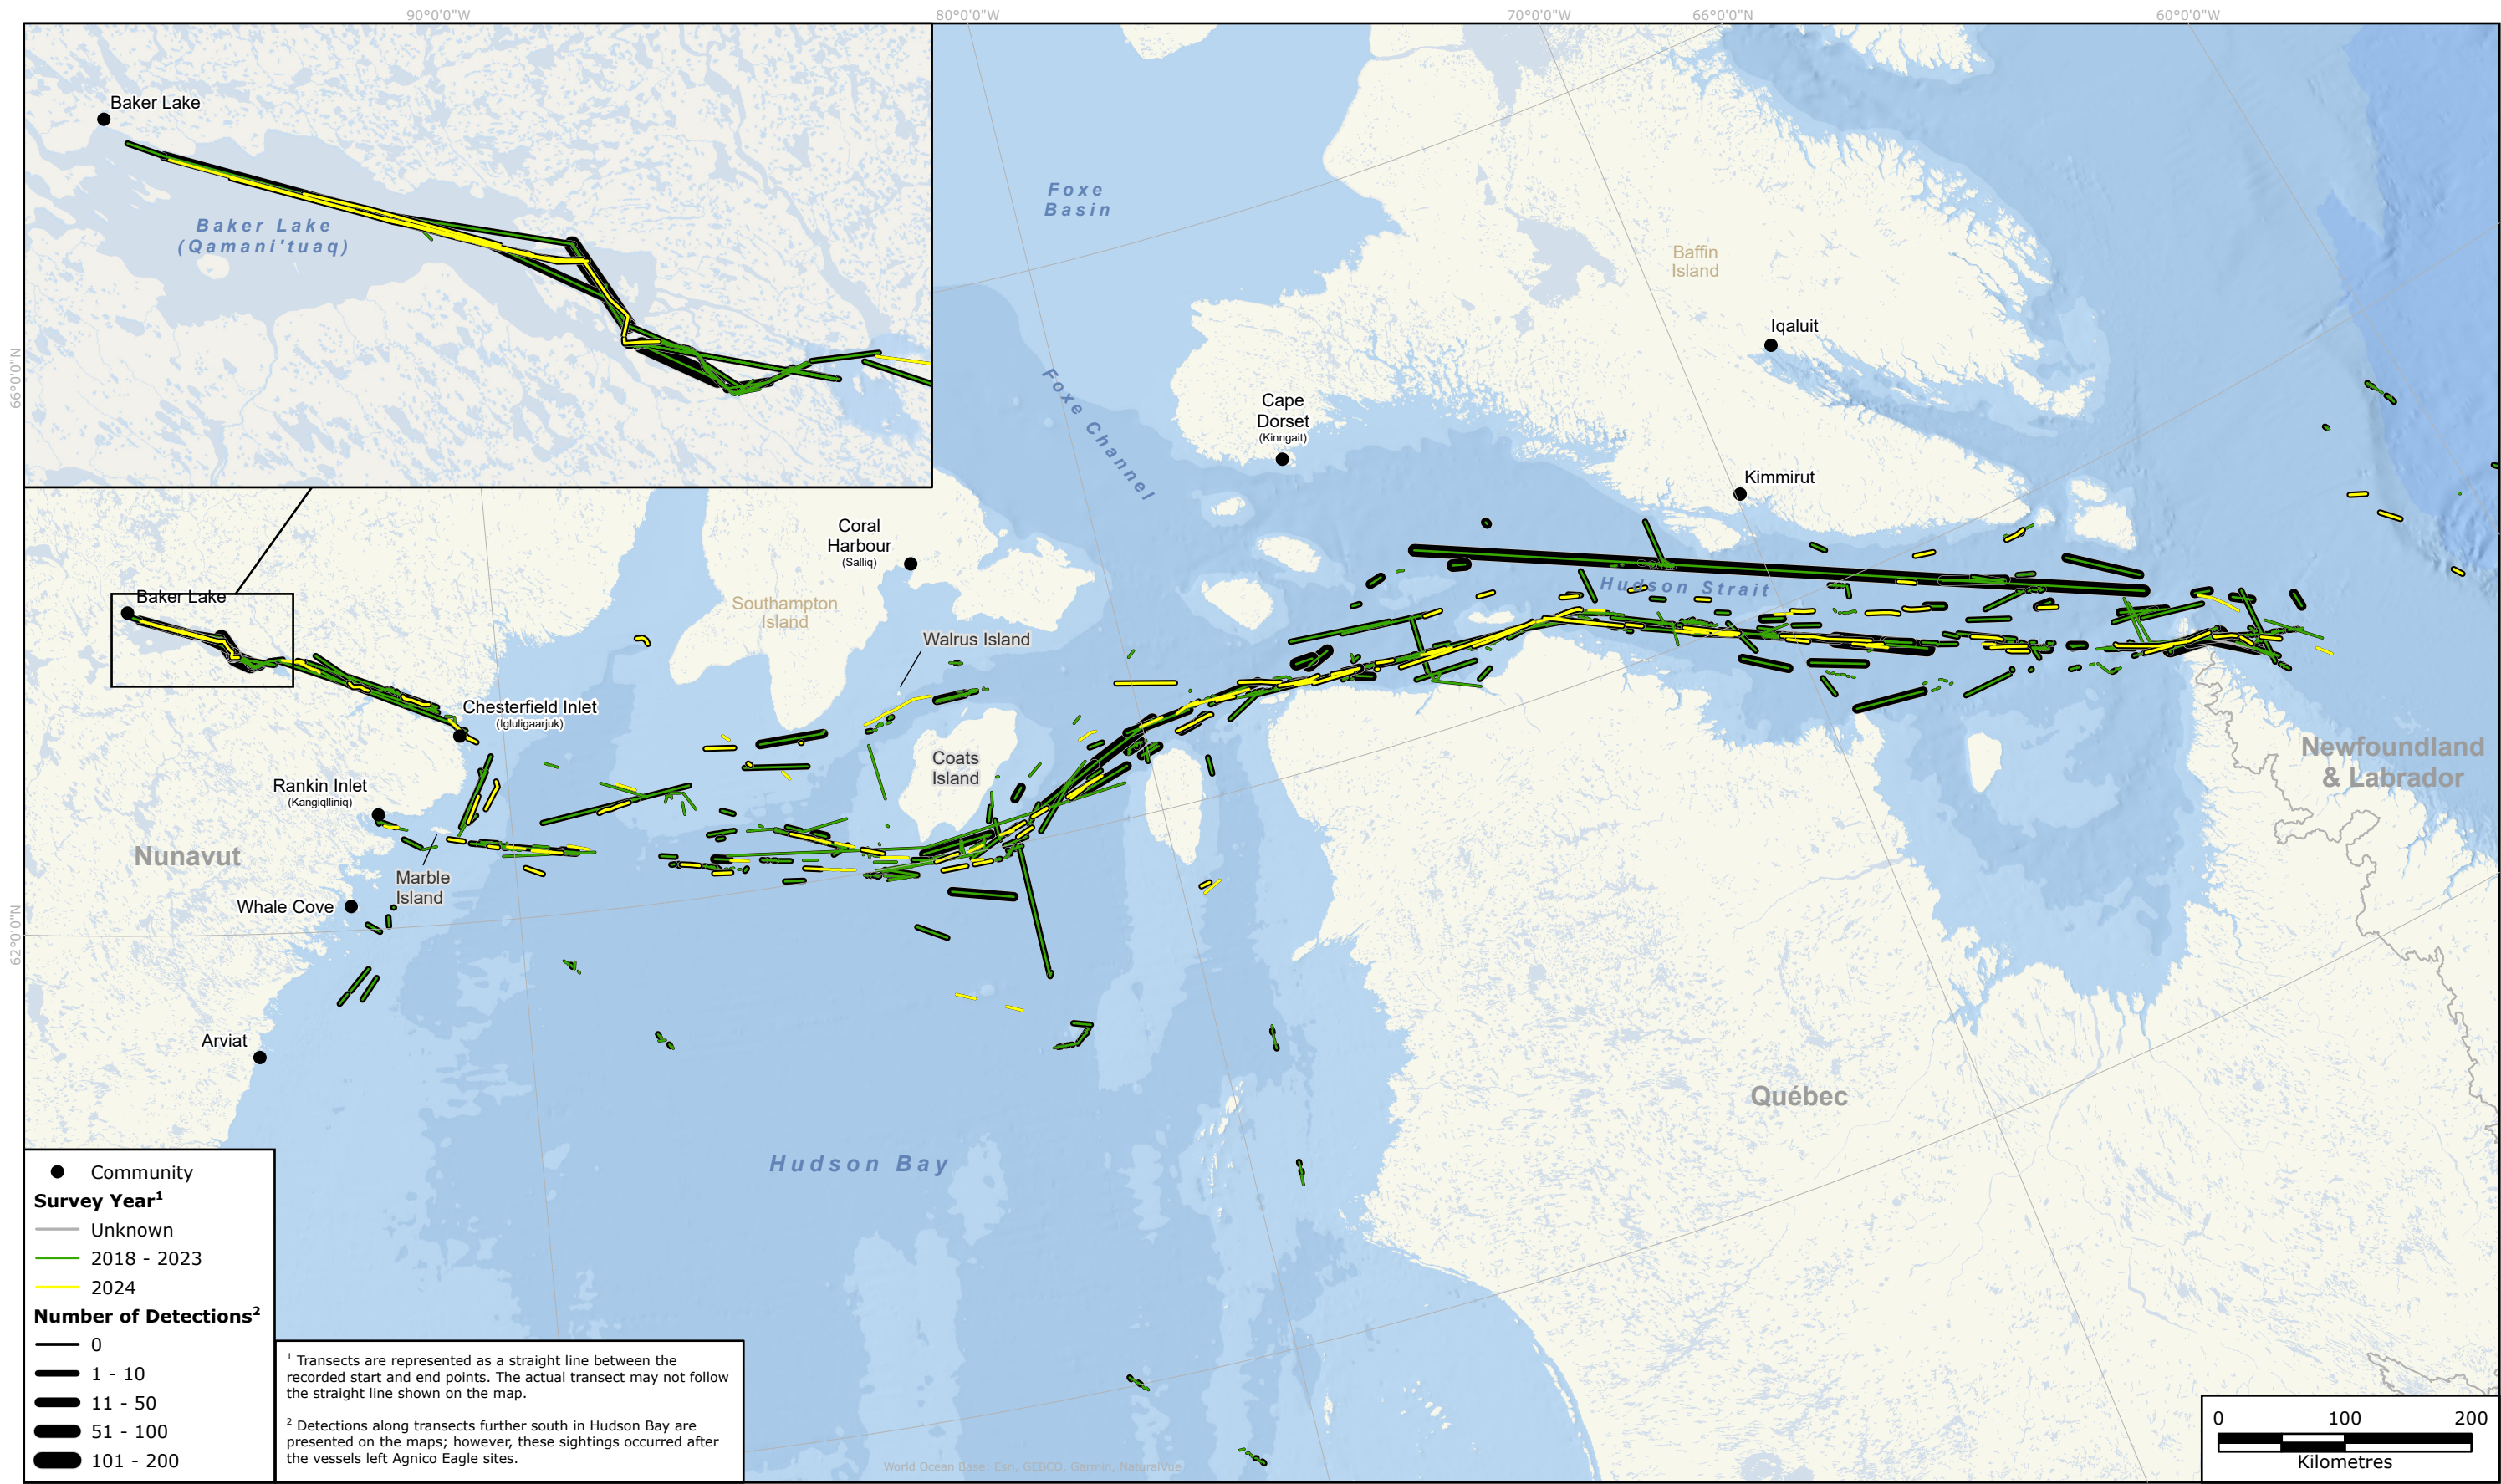 90°0'0"W
80°0'0"W
70°0'0"W
66°0'0"N
60°0'0"W
66°0'0"N
62°0'0"N
Baker Lake
Baker Lake
(Qamani'tuaq)
Foxe
Basin
Baffin
Island
Iqaluit
Foxe Channel
Cape
Dorset
(Kinngait)
Kimmirut
Coral
Harbour
(Salliq)
Hudson Strait
Baker Lake
Southampton
Island
Walrus Island
Chesterfield Inlet
(Igluligaarjuk)
Coats
Island
Newfoundland
& Labrador
Rankin Inlet
(Kangiqlliniq)
Nunavut
Marble
Island
Whale Cove
Arviat
Québec
Hudson Bay
Community
Survey Year1
Unknown
2018 - 2023
2024
Number of Detections2
0
1 - 10
11 - 50
51 - 100
101 - 200
1 Transects are represented as a straight line between the
recorded start and end points. The actual transect may not follow
the straight line shown on the map.
2 Detections along transects further south in Hudson Bay are
presented on the maps; however, these sightings occurred after
the vessels left Agnico Eagle sites.
World Ocean Base: Esri, GEBCO, Garmin, NaturalVue
0 100 200
Kilometres